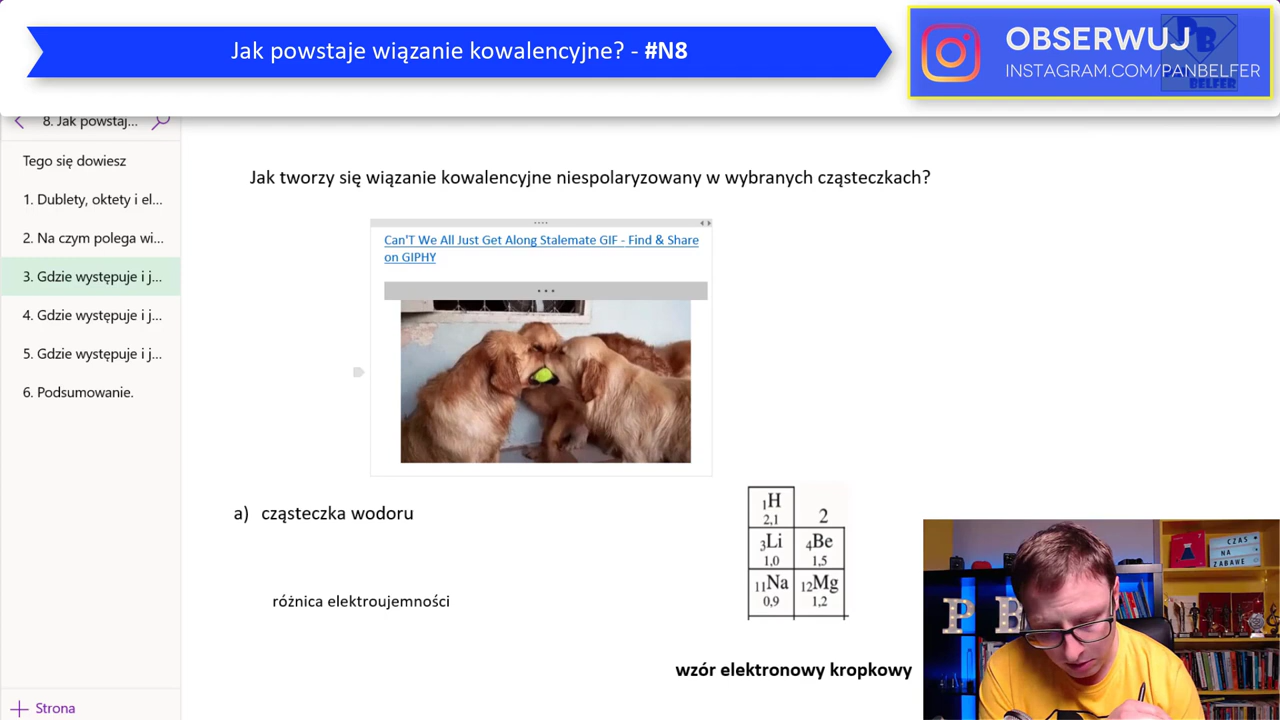 Jak powstaje wiązanie kowalencyjne? - #N8
OBSERWUJ
INSTAGRAM.COM/PANBELFER
PB
BELFER
8. Jak powstaj...
Tego się dowiesz
1. Dublety, oktety i el...
2. Na czym polega wi...
3. Gdzie występuje i j...
4. Gdzie występuje i j...
5. Gdzie występuje i j...
6. Podsumowanie.
Strona
Jak tworzy się wiązanie kowalencyjne niespolaryzowany w wybranych cząsteczkach?
Can'T We All Just Get Along Stalemate GIF - Find & Share
on GIPHY
a) cząsteczka wodoru
różnica elektroujemności
1H
2,1
2
3Li 4Be
1,0 1,5
11Na 12Mg
0,9 1,2
wzór elektronowy kropkowy
CZAS
NA
ZABAWE
P B